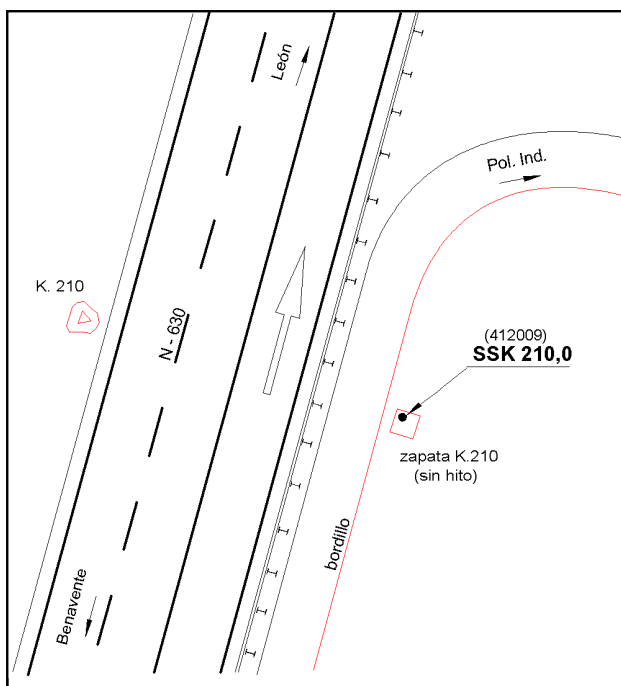 León
Pol. Ind.
K. 210
N - 630
(412009)
SSK 210,0
zapata K.210
(sin hito)
bordillo
Benavente